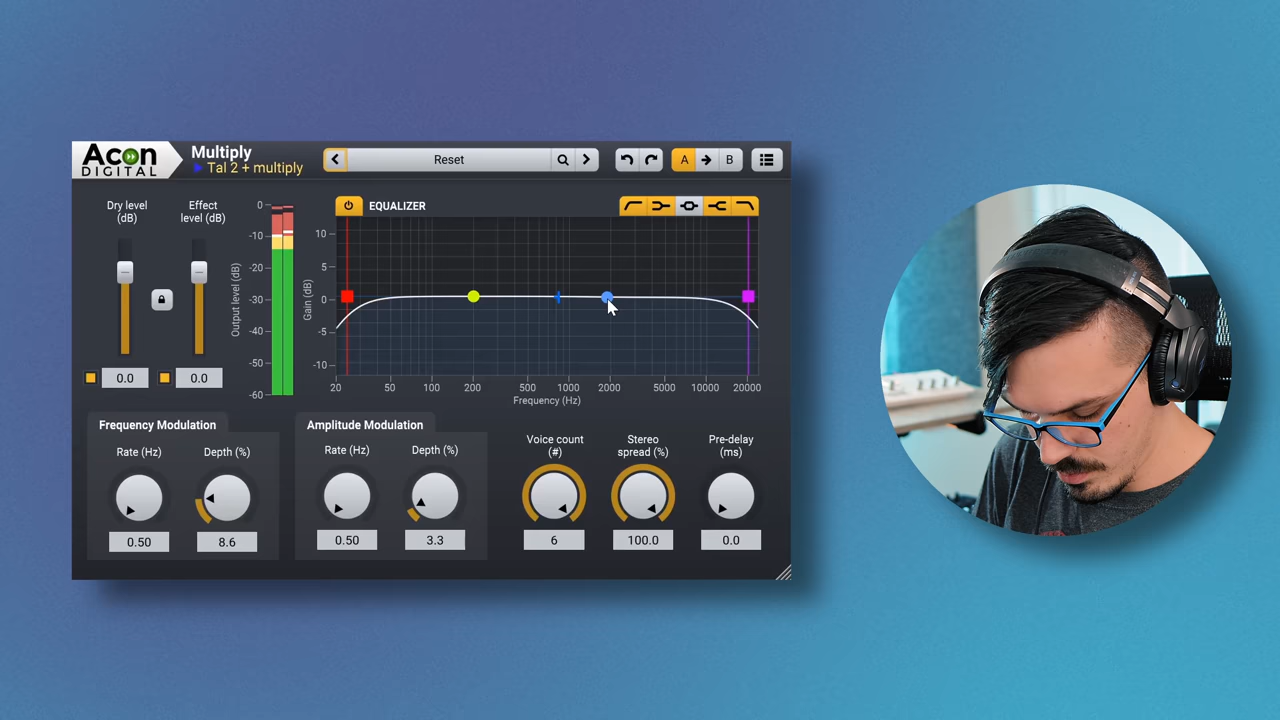 Acon
DIGITAL
Multiply
Tal 2 + multiply
Reset
A
B
Dry level
(dB)
Effect
level (dB)
0.0
0.0
Output level (dB)
0
-10
-20
-30
-40
-50
-60
EQUALIZER
Gain (dB)
10
5
0
-5
-10
20
50
100
200
500
1000
2000
5000
10000
20000
Frequency (Hz)
Frequency Modulation
Rate (Hz)
Depth (%)
0.50
8.6
Amplitude Modulation
Rate (Hz)
Depth (%)
0.50
3.3
Voice count
(#)
6
Stereo
spread (%)
100.0
Pre-delay
(ms)
0.0